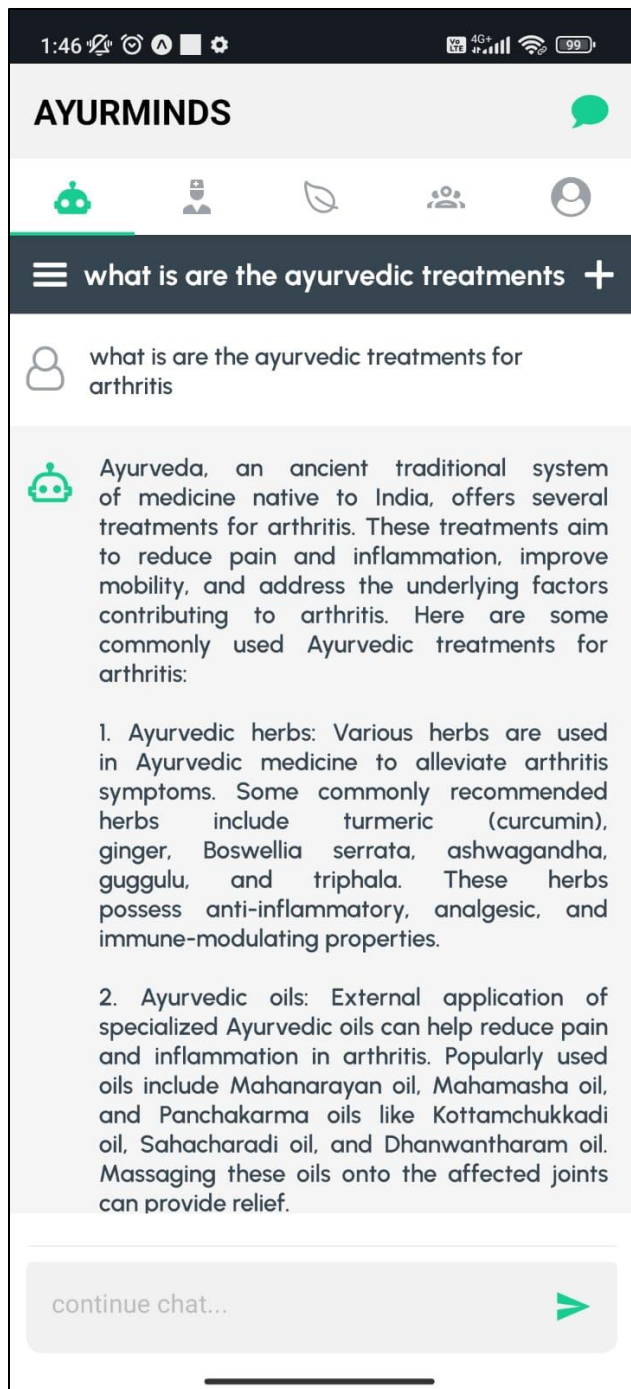 1:46
Vo LTE 4G+ 99
AYURMINDS
what is are the ayurvedic treatments
what is are the ayurvedic treatments for
arthritis
Ayurveda, an ancient traditional system
of medicine native to India, offers several
treatments for arthritis. These treatments aim
to reduce pain and inflammation, improve
mobility, and address the underlying factors
contributing to arthritis. Here are some
commonly used Ayurvedic treatments for
arthritis:
1. Ayurvedic herbs: Various herbs are used
in Ayurvedic medicine to alleviate arthritis
symptoms. Some commonly recommended
herbs include turmeric (curcumin),
ginger, Boswellia serrata, ashwagandha,
guggulu, and triphala. These herbs
possess anti-inflammatory, analgesic, and
immune-modulating properties.
2. Ayurvedic oils: External application of
specialized Ayurvedic oils can help reduce pain
and inflammation in arthritis. Popularly used
oils include Mahanarayan oil, Mahamasha oil,
and Panchakarma oils like Kottamchukkadi
oil, Sahacharadi oil, and Dhanwantharam oil.
Massaging these oils onto the affected joints
can provide relief.
continue chat...